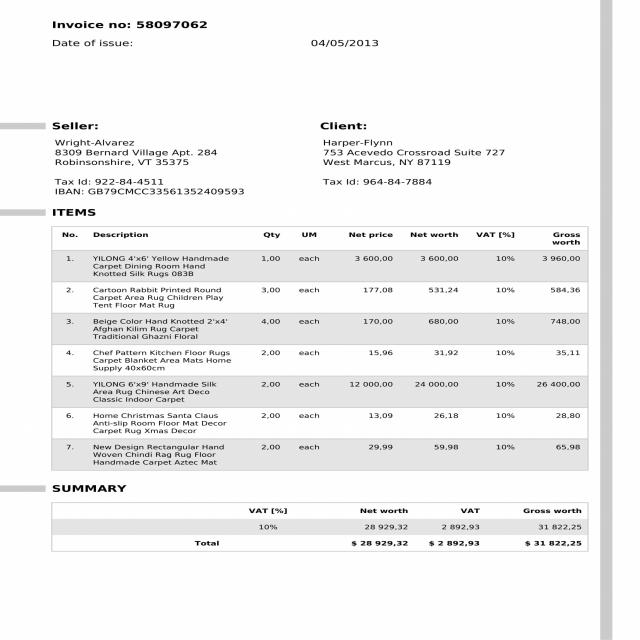 Invoice no: 58097062
Date of issue: 04/05/2013
Seller: Client:
Wright-Alvarez Harper-Flynn
8309 Bernard Village Apt. 284 753 Acevedo Crossroad Suite 727
Robinsonshire, VT 35375 West Marcus, NY 87119
Tax Id: 922-84-4511 Tax Id: 964-84-7884
IBAN: GB79CMCC33561352409593
ITEMS
No. Description Qty UM Net price Net worth VAT [%] Gross
worth
1. YILONG 4'x6' Yellow Handmade 1,00 each 3 600,00 3 600,00 10% 3 960,00
Carpet Dining Room Hand
Knotted Silk Rugs 083B
2. Cartoon Rabbit Printed Round 3,00 each 177,08 531,24 10% 584,36
Carpet Area Rug Children Play
Tent Floor Mat Rug
3. Beige Color Hand Knotted 2'x4' 4,00 each 170,00 680,00 10% 748,00
Afghan Kilim Rug Carpet
Traditional Ghazni Floral
4. Chef Pattern Kitchen Floor Rugs 2,00 each 15,96 31,92 10% 35,11
Carpet Blanket Area Mats Home
Supply 40x60cm
5. YILONG 6'x9' Handmade Silk 2,00 each 12 000,00 24 000,00 10% 26 400,00
Area Rug Chinese Art Deco
Classic Indoor Carpet
6. Home Christmas Santa Claus 2,00 each 13,09 26,18 10% 28,80
Anti-slip Room Floor Mat Decor
Carpet Rug Xmas Decor
7. New Design Rectangular Hand 2,00 each 29,99 59,98 10% 65,98
Woven Chindi Rag Rug Floor
Handmade Carpet Aztec Mat
SUMMARY
VAT [%] Net worth VAT Gross worth
10% 28 929,32 2 892,93 31 822,25
Total $ 28 929,32 $ 2 892,93 $ 31 822,25